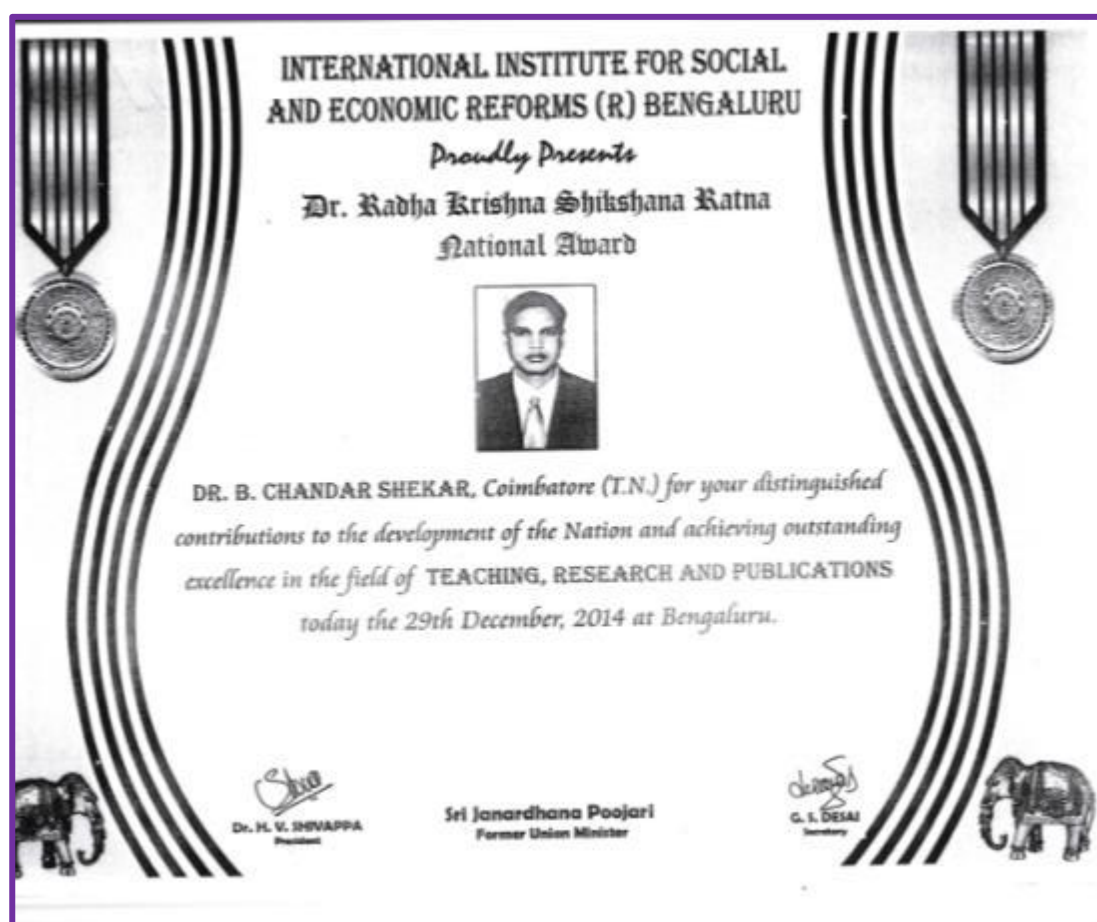 INTERNATIONAL INSTITUTE FOR SOCIAL
AND ECONOMIC REFORMS (R) BENGALURU
Proudly Presents
Dr. Radha Krishna Shikshana Ratna
National Award
DR. B. CHANDAR SHEKAR, Coimbatore (T.N.) for your distinguished
contributions to the development of the Nation and achieving outstanding
excellence in the field of TEACHING, RESEARCH AND PUBLICATIONS
today the 29th December, 2014 at Bengaluru.
Dr. H. V. SHIVAPPA
President
Sri Janardhana Poojari
Former Union Minister
G. S. DESAI
Secretary